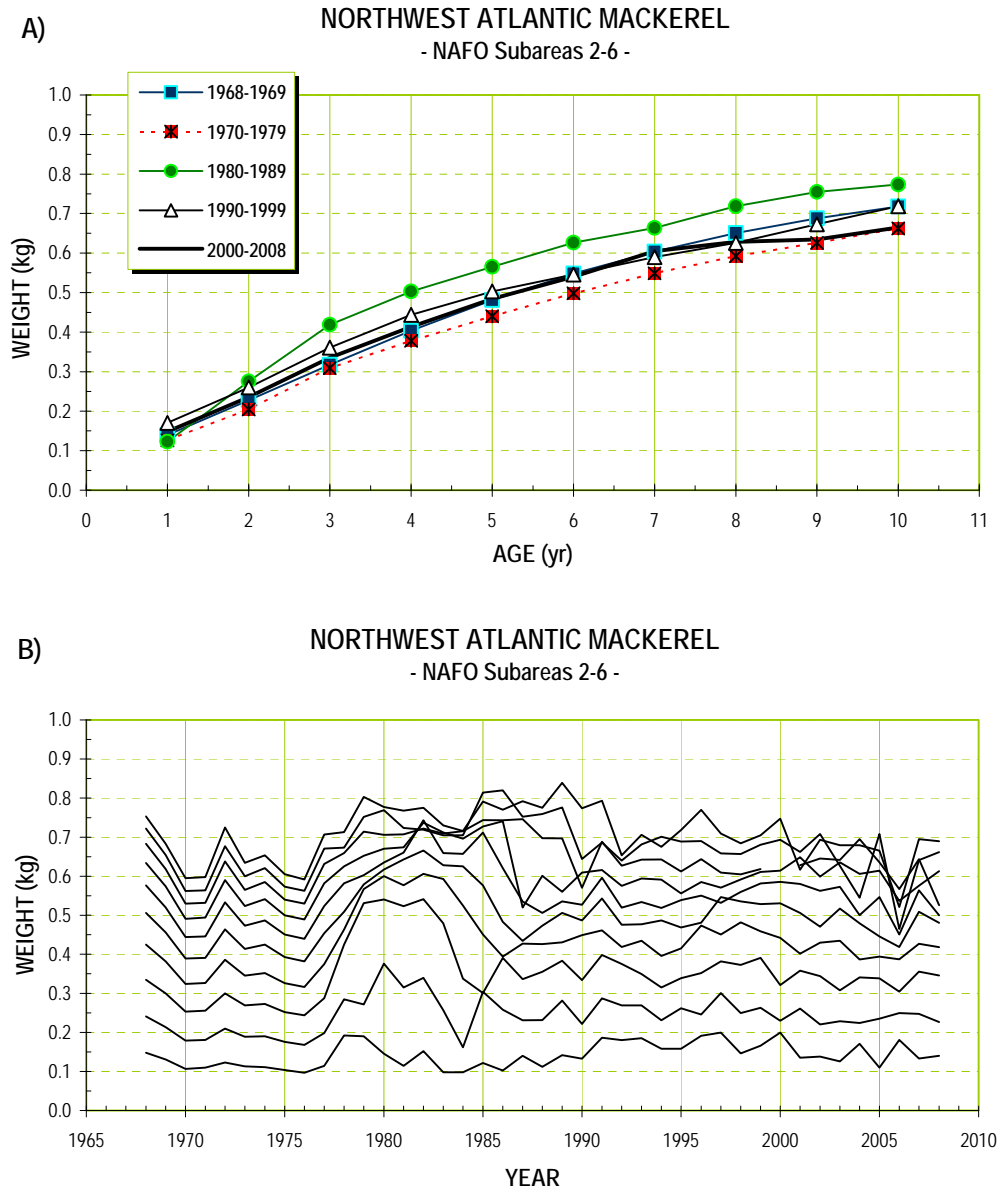 A)
NORTHWEST ATLANTIC MACKEREL
- NAFO Subareas 2-6 -
1968-1969
1970-1979
1980-1989
1990-1999
2000-2008
1.0
0.9
0.8
0.7
0.6
0.5
0.4
0.3
0.2
0.1
0.0
WEIGHT (kg)
0 1 2 3 4 5 6 7 8 9 10 11
AGE (yr)
B)
NORTHWEST ATLANTIC MACKEREL
- NAFO Subareas 2-6 -
1.0
0.9
0.8
0.7
0.6
0.5
0.4
0.3
0.2
0.1
0.0
WEIGHT (kg)
1965 1970 1975 1980 1985 1990 1995 2000 2005 2010
YEAR